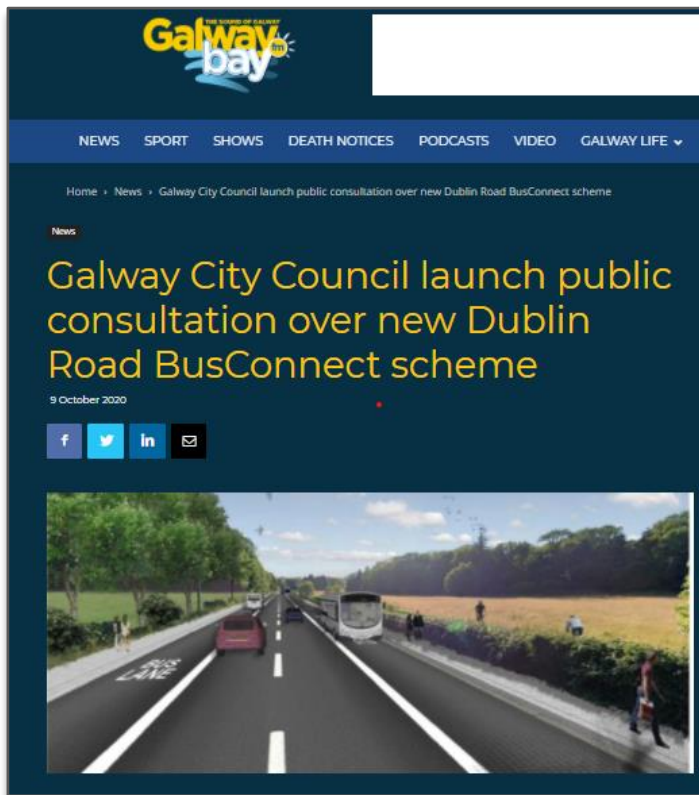 THE SOUND OF GALWAY
Galway
bay fm
NEWS SPORT SHOWS DEATH NOTICES PODCASTS VIDEO GALWAY LIFE
Home › News › Galway City Council launch public consultation over new Dublin Road BusConnect scheme
News
Galway City Council launch public
consultation over new Dublin
Road BusConnect scheme
9 October 2020
f in
BUS
LANE